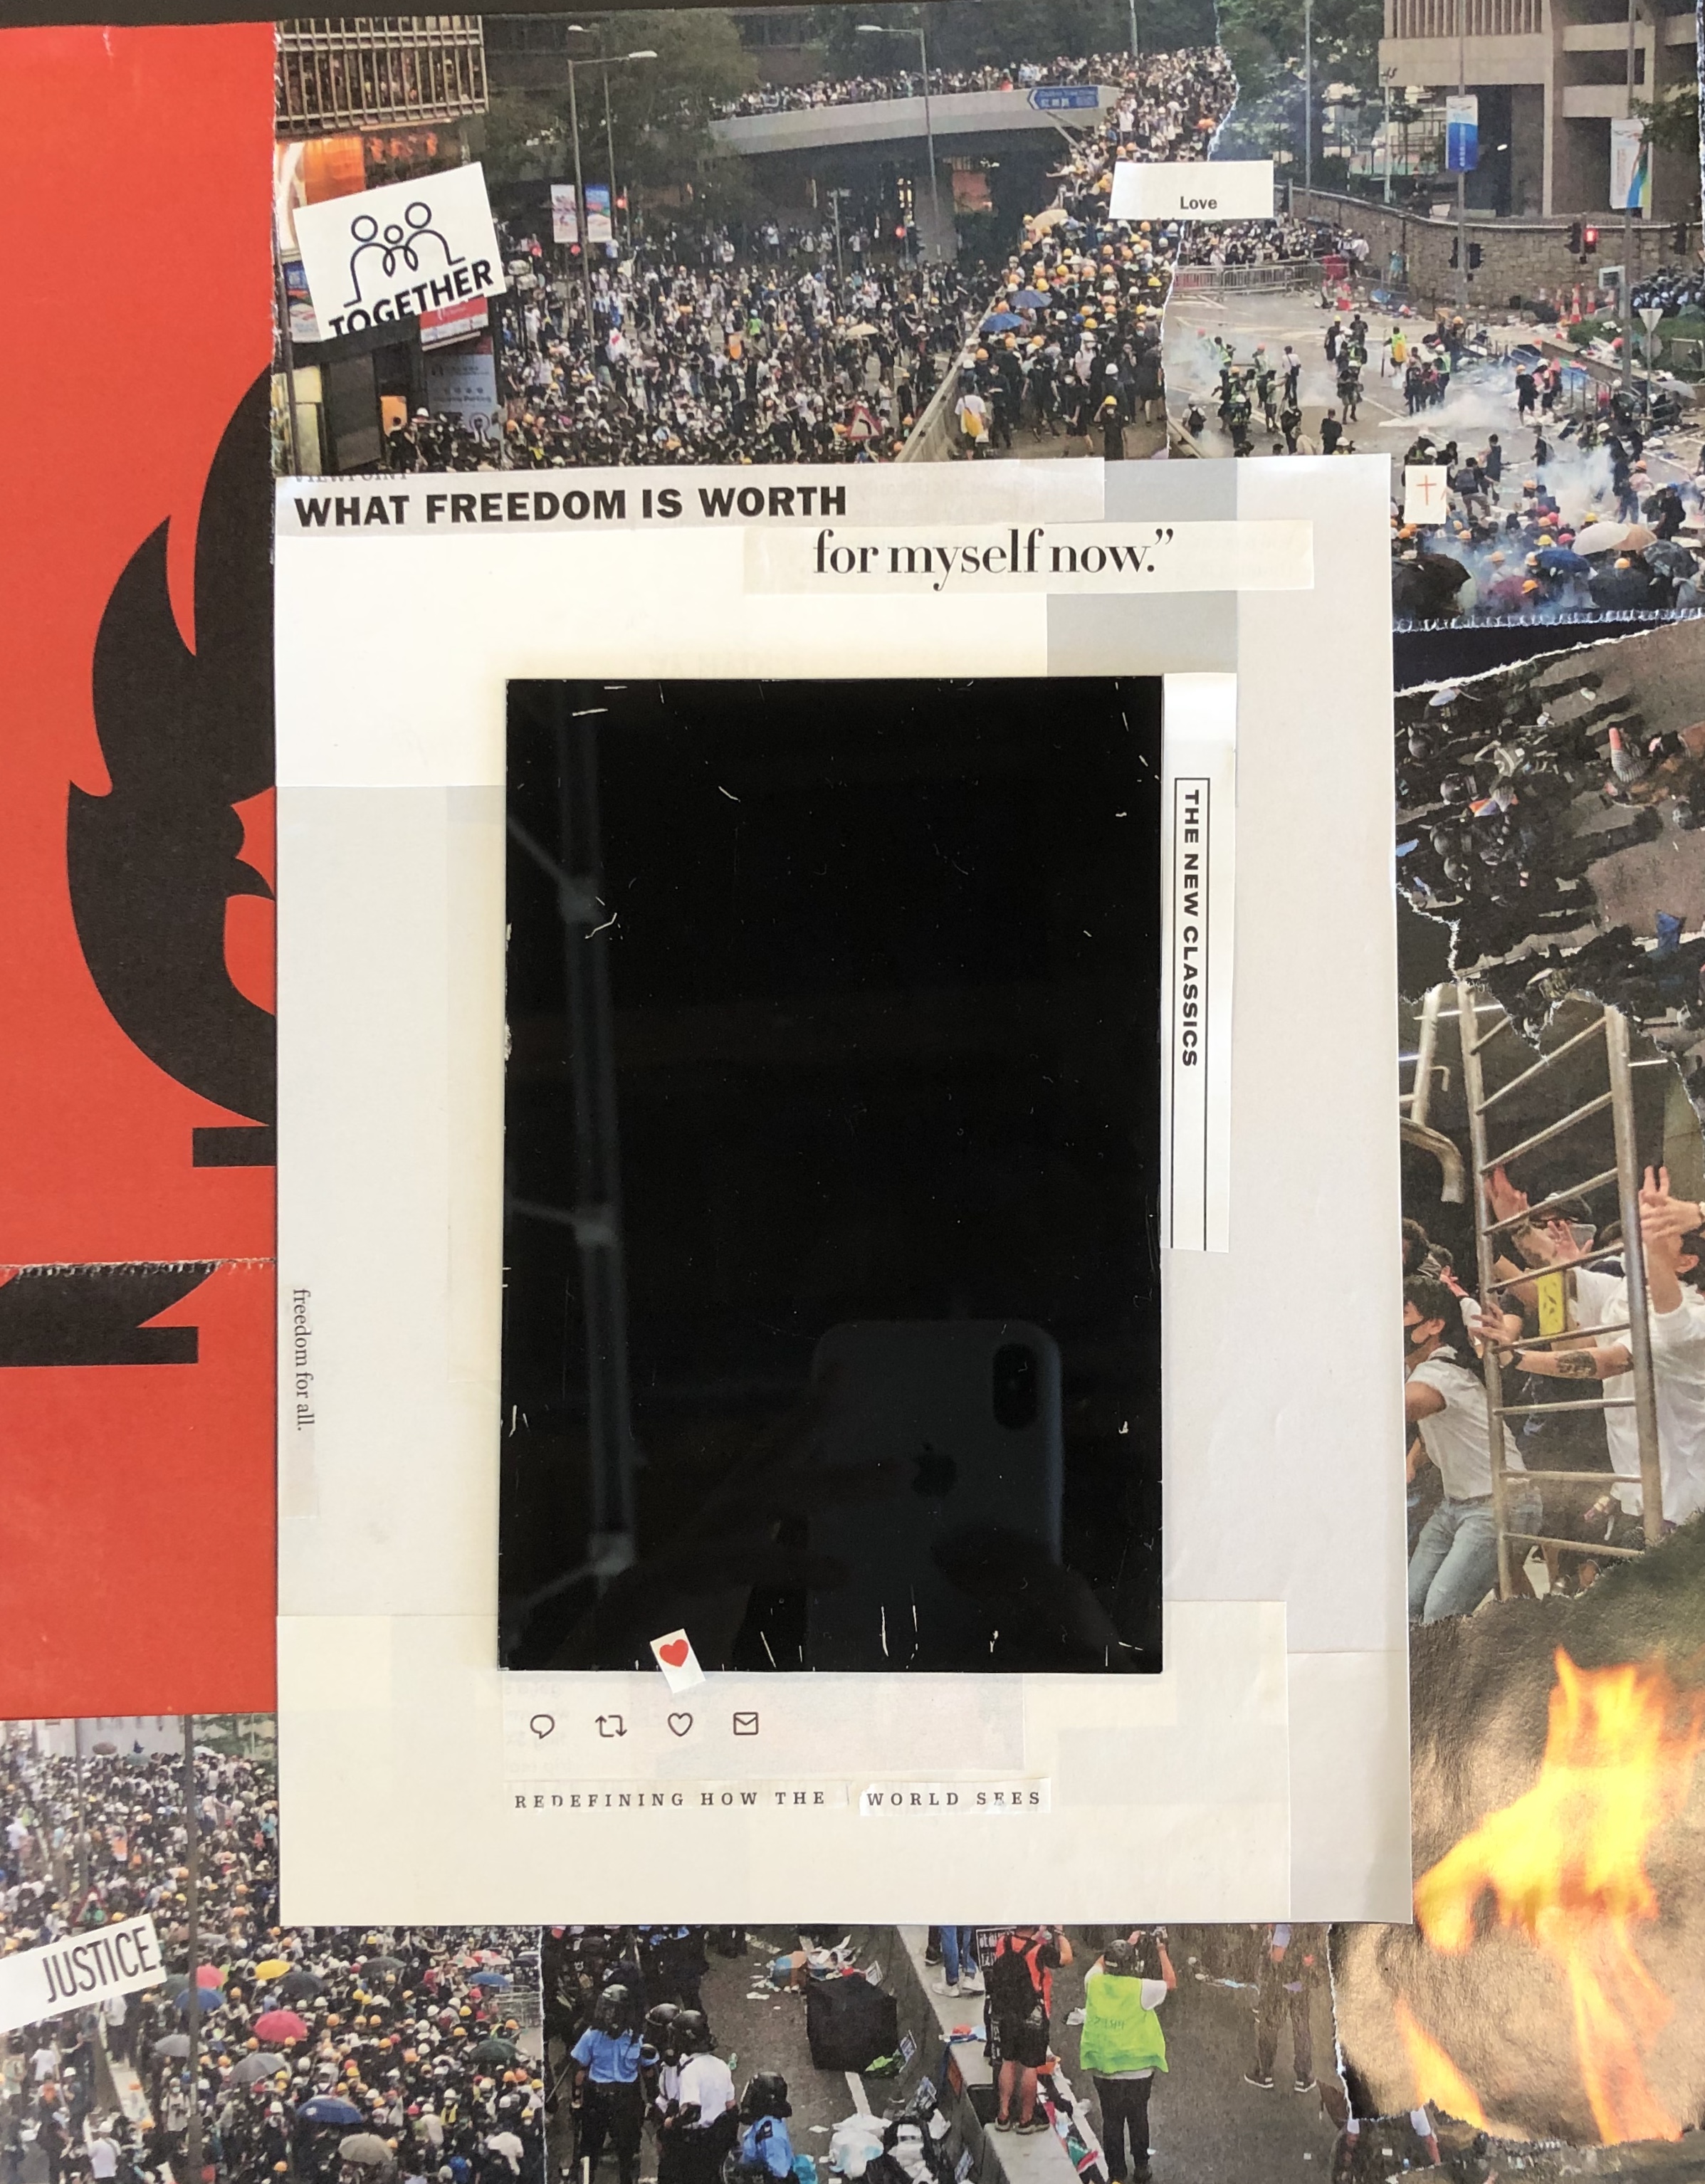 Love
TOGETHER
VIEWPOINT
WHAT FREEDOM IS WORTH
for myself now.”
THE NEW CLASSICS
freedom for all.
REDEFINING HOW THE WORLD SEES
JUSTICE